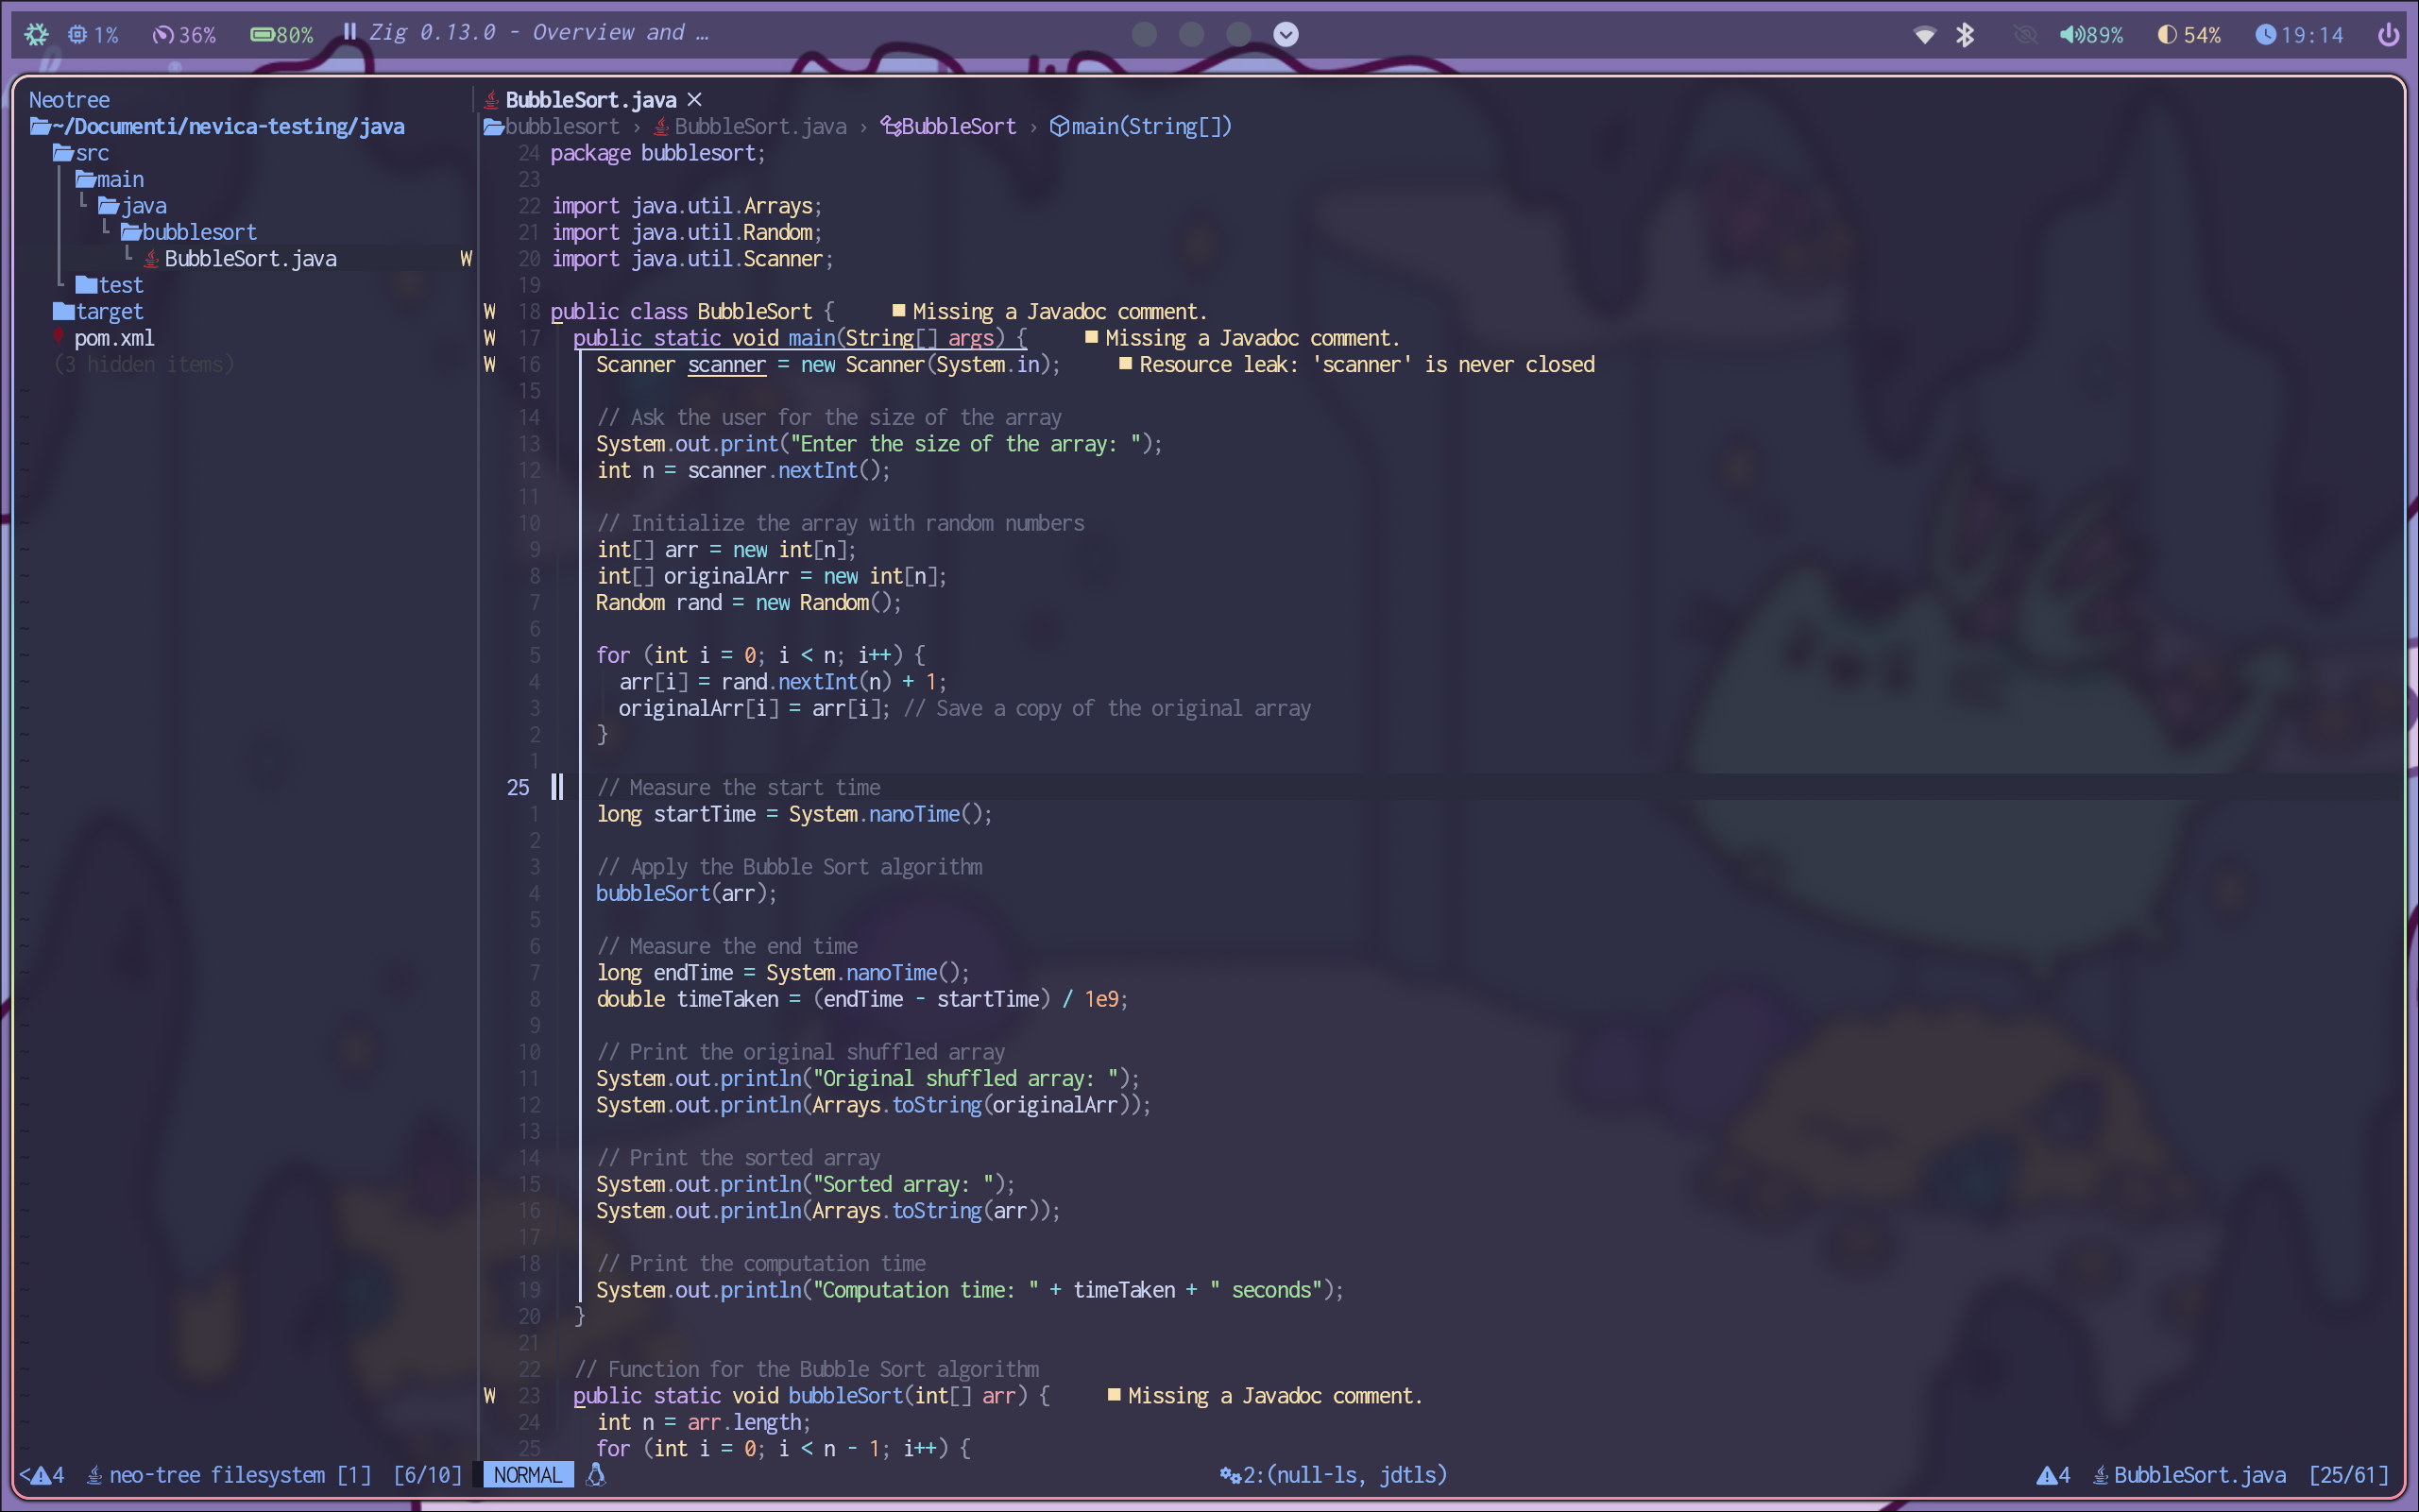 1% 36% 80% Zig 0.13.0 - Overview and … 89% 54% 19:14
Neotree
~/Documenti/nevica-testing/java
src
main
java
bubblesort
BubbleSort.java W
test
target
pom.xml
(3 hidden items)
BubbleSort.java
bubblesort › BubbleSort.java › BubbleSort › main(String[])
24 package bubblesort;
23
22 import java.util.Arrays;
21 import java.util.Random;
20 import java.util.Scanner;
19
W 18 public class BubbleSort { ■ Missing a Javadoc comment.
W 17 public static void main(String[] args) { ■ Missing a Javadoc comment.
W 16 Scanner scanner = new Scanner(System.in); ■ Resource leak: 'scanner' is never closed
15
14 // Ask the user for the size of the array
13 System.out.print("Enter the size of the array: ");
12 int n = scanner.nextInt();
11
10 // Initialize the array with random numbers
9 int[] arr = new int[n];
8 int[] originalArr = new int[n];
7 Random rand = new Random();
6
5 for (int i = 0; i < n; i++) {
4 arr[i] = rand.nextInt(n) + 1;
3 originalArr[i] = arr[i]; // Save a copy of the original array
2 }
1
25 // Measure the start time
1 long startTime = System.nanoTime();
2
3 // Apply the Bubble Sort algorithm
4 bubbleSort(arr);
5
6 // Measure the end time
7 long endTime = System.nanoTime();
8 double timeTaken = (endTime - startTime) / 1e9;
9
10 // Print the original shuffled array
11 System.out.println("Original shuffled array: ");
12 System.out.println(Arrays.toString(originalArr));
13
14 // Print the sorted array
15 System.out.println("Sorted array: ");
16 System.out.println(Arrays.toString(arr));
17
18 // Print the computation time
19 System.out.println("Computation time: " + timeTaken + " seconds");
20 }
21
22 // Function for the Bubble Sort algorithm
W 23 public static void bubbleSort(int[] arr) { ■ Missing a Javadoc comment.
24 int n = arr.length;
25 for (int i = 0; i < n - 1; i++) {
<4 neo-tree filesystem [1] [6/10] NORMAL 2:(null-ls, jdtls) 4 BubbleSort.java [25/61]